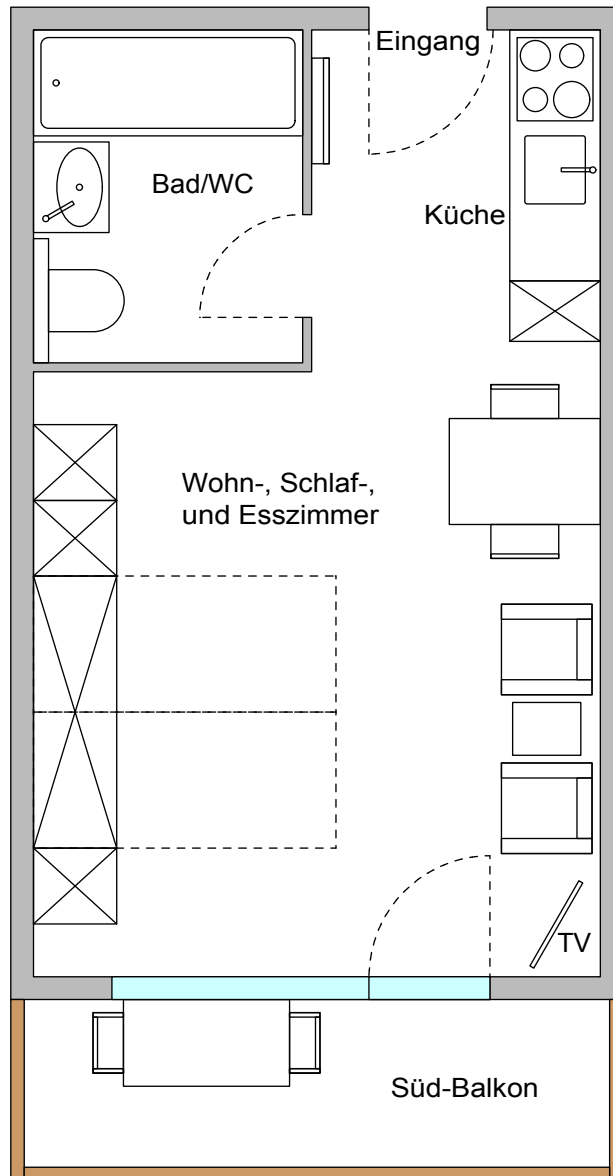 Eingang
Bad/WC
Küche
Wohn-, Schlaf-,
und Esszimmer
TV
Süd-Balkon